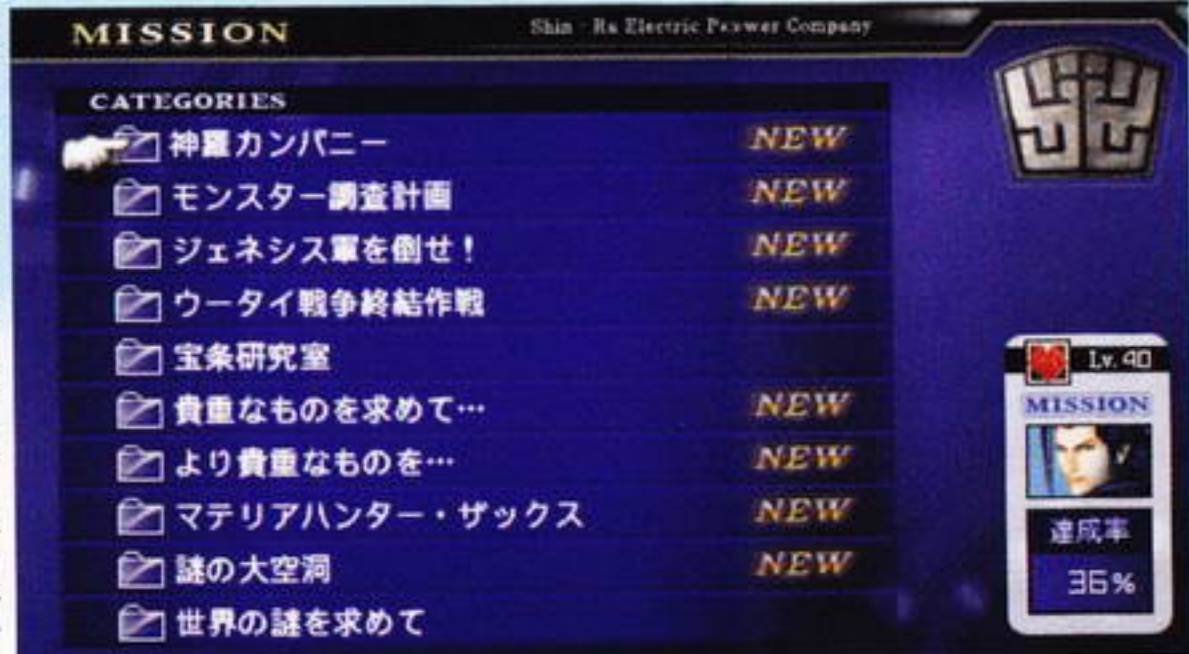 MISSION
Shin-Ra Electric Power Company
CATEGORIES
神羅カンパニー NEW
モンスター調査計画 NEW
ジェネシス軍を倒せ！ NEW
ウータイ戦争終結作戦 NEW
宝条研究室
貴重なものを求めて… NEW
より貴重なものを… NEW
マテリアハンター・ザックス NEW
謎の大空洞 NEW
世界の謎を求めて
Lv. 40
MISSION
達成率
36%